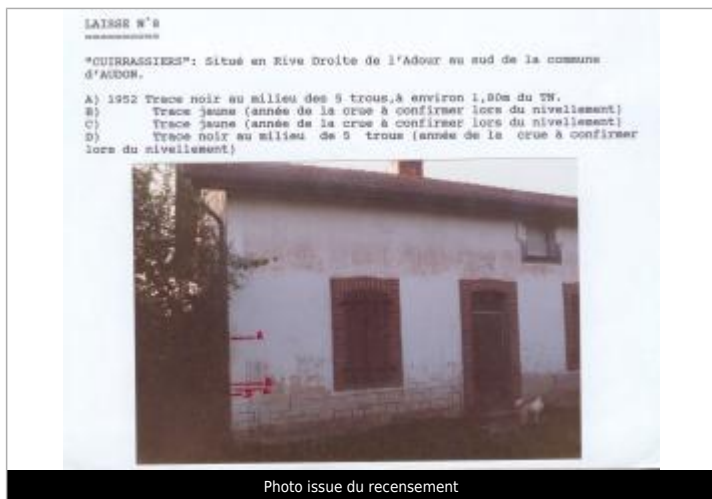 LAISSE N°8
"CUIRRASSIERS": Situé en Rive Droite de l'Adour au sud de la commune
d'AUDON.
A) 1952 Trace noir au milieu des 5 trous,à environ 1,80m du TN.
B) Trace jaune (année de la crue à confirmer lors du nivellement)
C) Trace jaune (année de la crue à confirmer lors du nivellement)
D) Trace noir au milieu de 5 trous (année de la crue à confirmer
lors du nivellement)
A
Photo issue du recensement